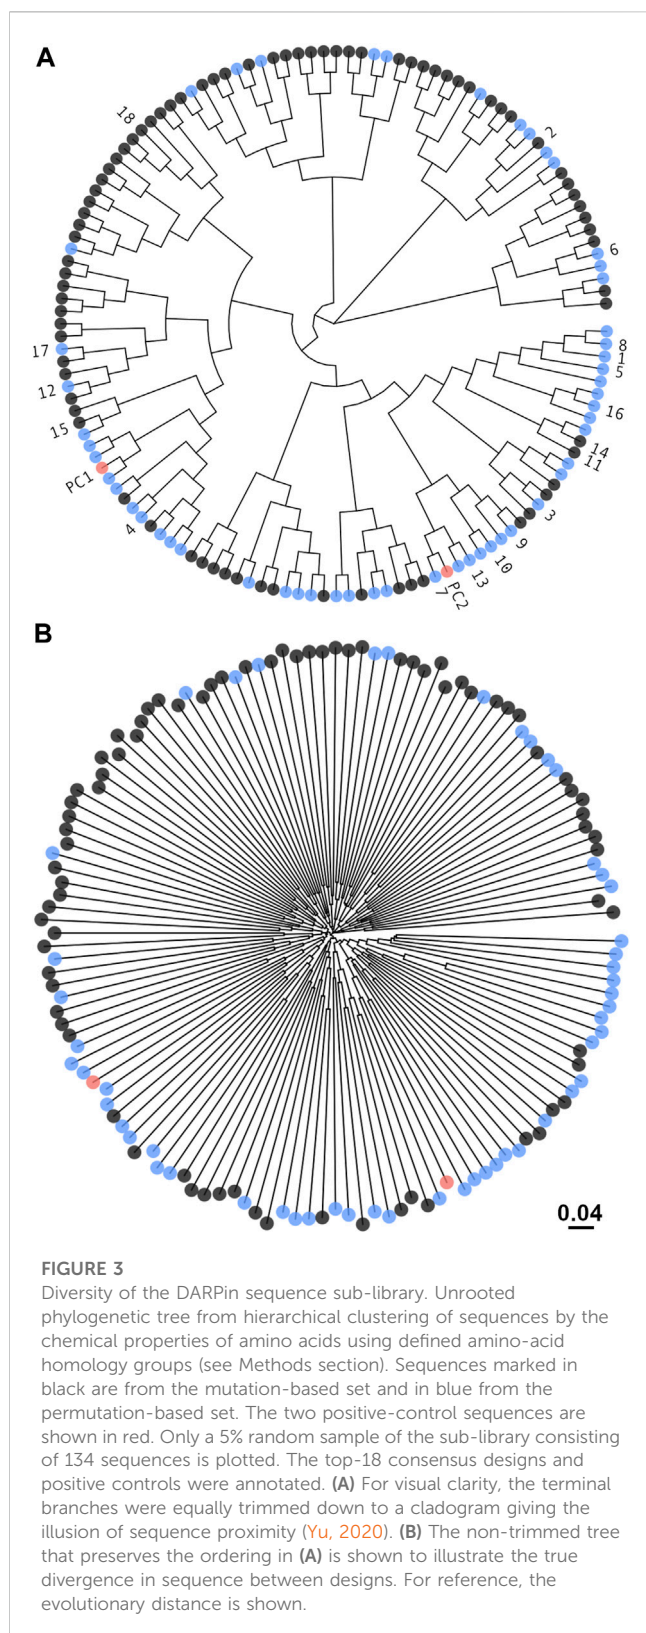 A
18
2
6
8
1
5
17
12
16
15
14
11
PC1
3
4
9
10
13
PC2
7
B
0.04
FIGURE 3
Diversity of the DARPin sequence sub-library. Unrooted
phylogenetic tree from hierarchical clustering of sequences by the
chemical properties of amino acids using defined amino-acid
homology groups (see Methods section). Sequences marked in
black are from the mutation-based set and in blue from the
permutation-based set. The two positive-control sequences are
shown in red. Only a 5% random sample of the sub-library consisting
of 134 sequences is plotted. The top-18 consensus designs and
positive controls were annotated. (A) For visual clarity, the terminal
branches were equally trimmed down to a cladogram giving the
illusion of sequence proximity (Yu, 2020). (B) The non-trimmed tree
that preserves the ordering in (A) is shown to illustrate the true
divergence in sequence between designs. For reference, the
evolutionary distance is shown.